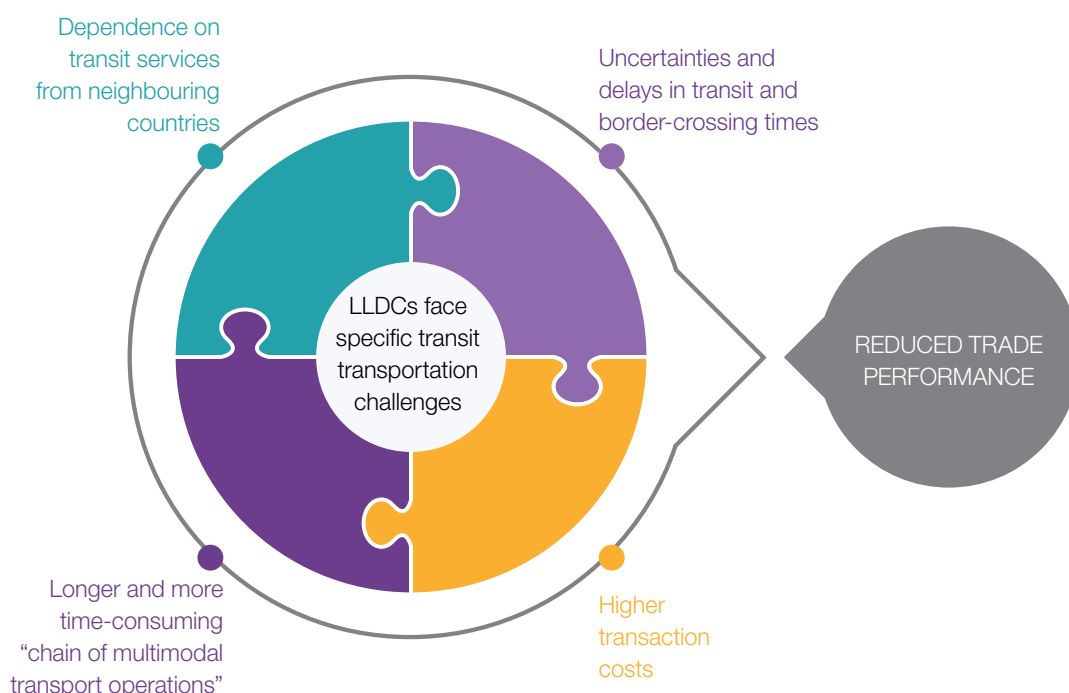 Dependence on
transit services
from neighbouring
countries
Uncertainties and
delays in transit and
border-crossing times
LLDCs face
specific transit
transportation
challenges
REDUCED TRADE
PERFORMANCE
Longer and more
time-consuming
“chain of multimodal
transport operations”
Higher
transaction
costs